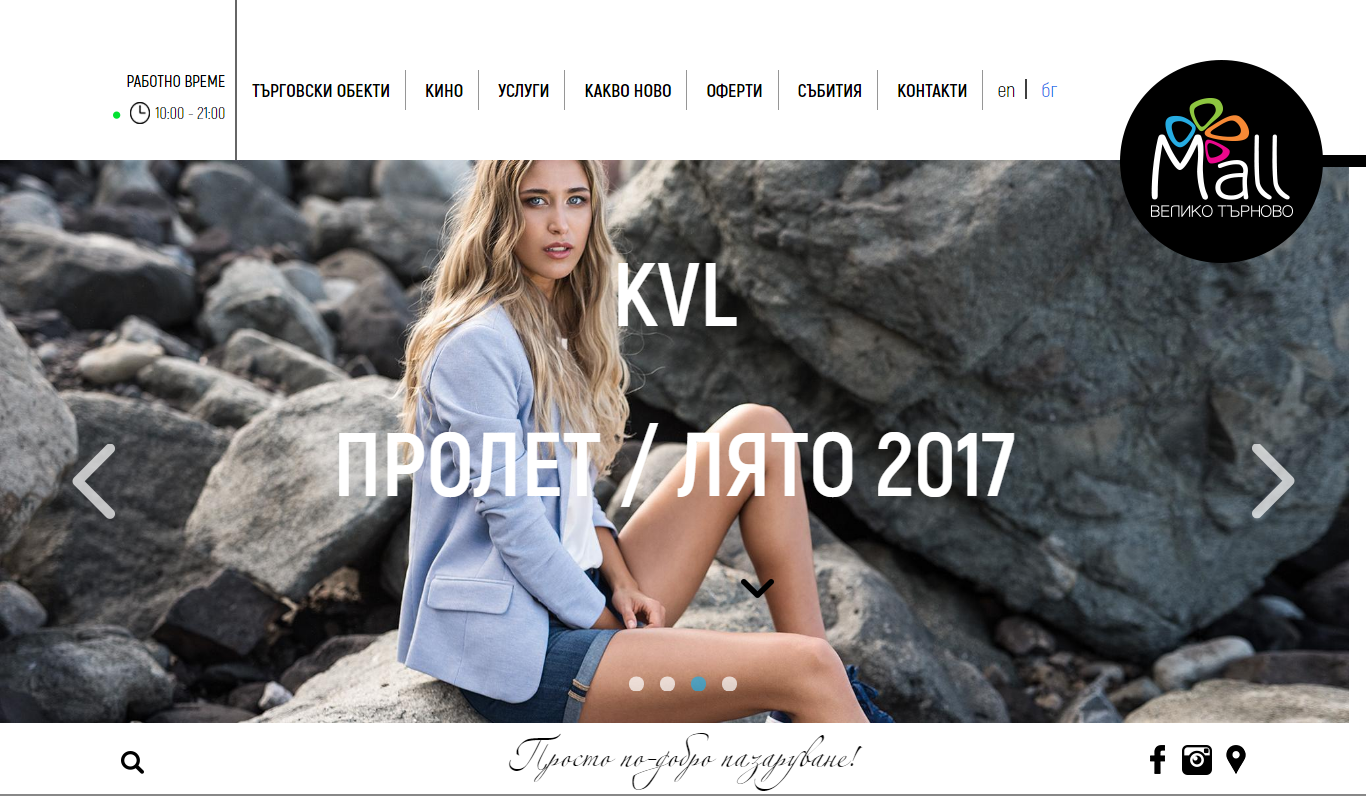 РАБОТНО ВРЕМЕ
10:00 - 21:00
ТЪРГОВСКИ ОБЕКТИ
КИНО
УСЛУГИ
КАКВО НОВО
ОФЕРТИ
СЪБИТИЯ
КОНТАКТИ
en | бг
Mall
ВЕЛИКО ТЪРНОВО
KVL
ПРОЛЕТ / ЛЯТО 2017
Просто по-добро пазаруване!